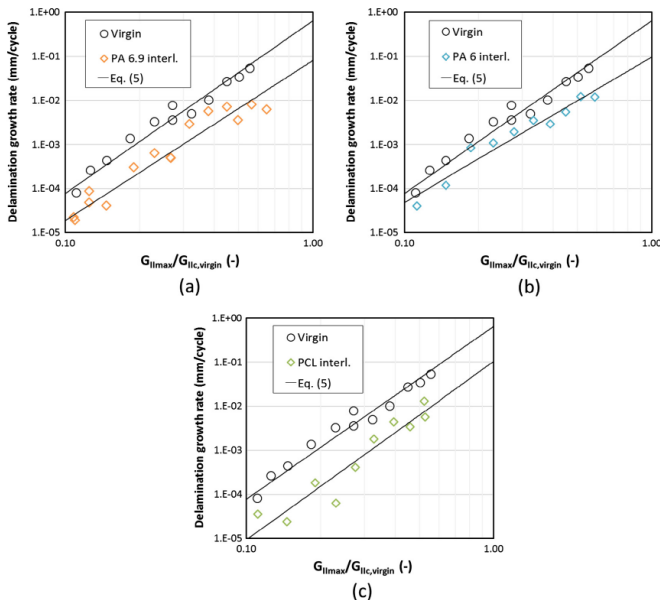 (a)
Delamination growth rate (mm/cycle)
1.E+00
1.E-01
1.E-02
1.E-03
1.E-04
1.E-05
Virgin
PA 6.9 interl.
Eq. (5)
0.10
1.00
GIImax/GIIc,virgin (-)
(a)
(b)
Delamination growth rate (mm/cycle)
1.E+00
1.E-01
1.E-02
1.E-03
1.E-04
1.E-05
Virgin
PA 6 interl.
Eq. (5)
0.10
1.00
GIImax/GIIc,virgin (-)
(b)
Delamination growth rate (mm/cycle)
1.E+00
1.E-01
1.E-02
1.E-03
1.E-04
1.E-05
Virgin
PCL interl.
Eq. (5)
0.10
1.00
GIImax/GIIc,virgin (-)
(c)